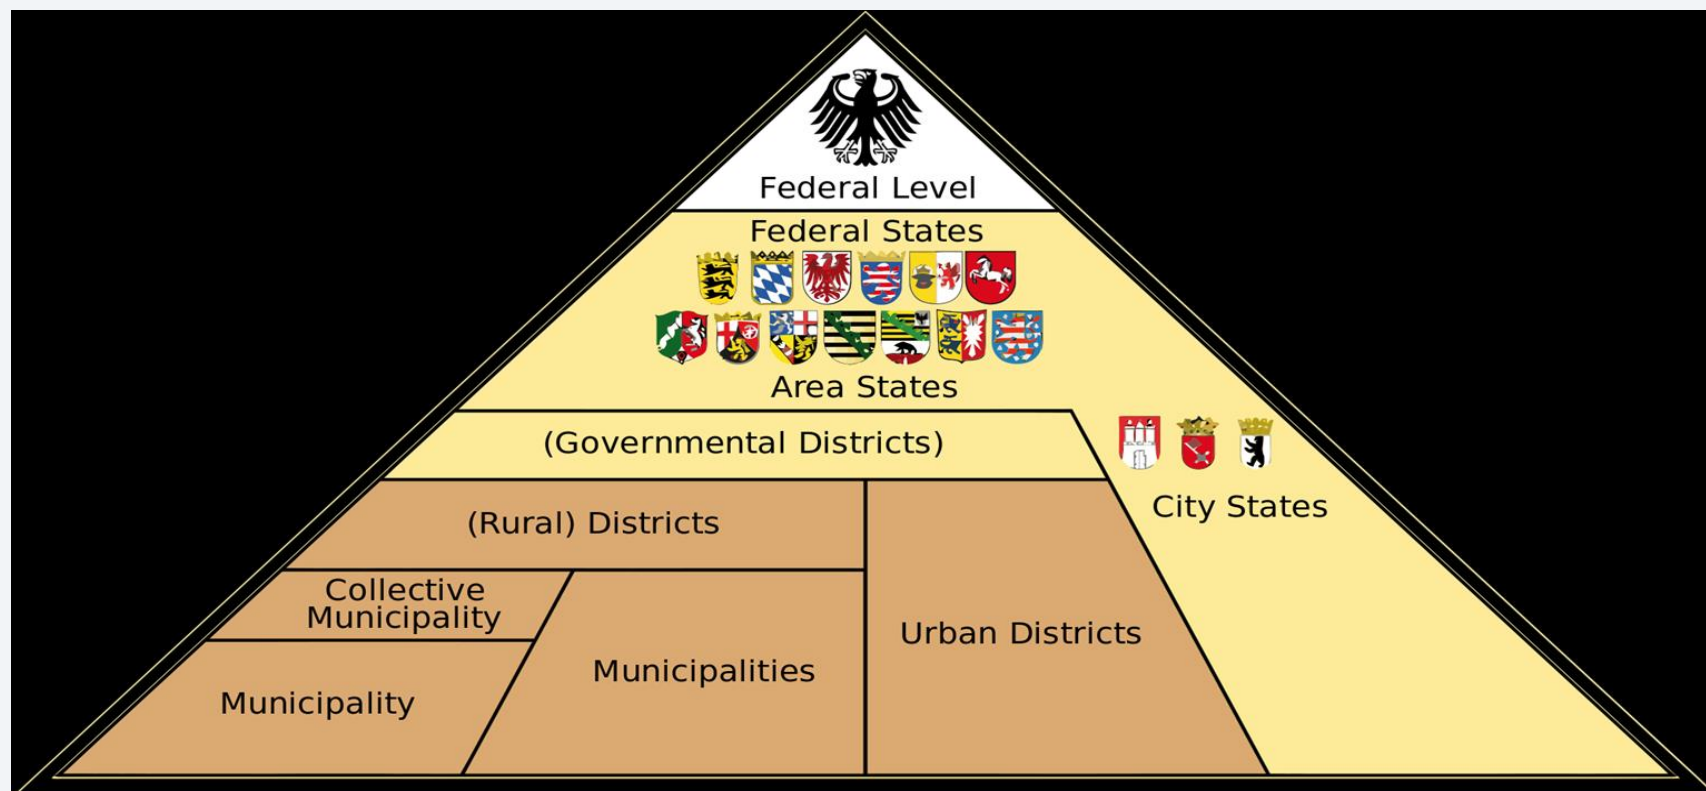 Federal Level
Federal States
Area States
(Governmental Districts)
City States
(Rural) Districts
Collective
Municipality
Urban Districts
Municipalities
Municipality